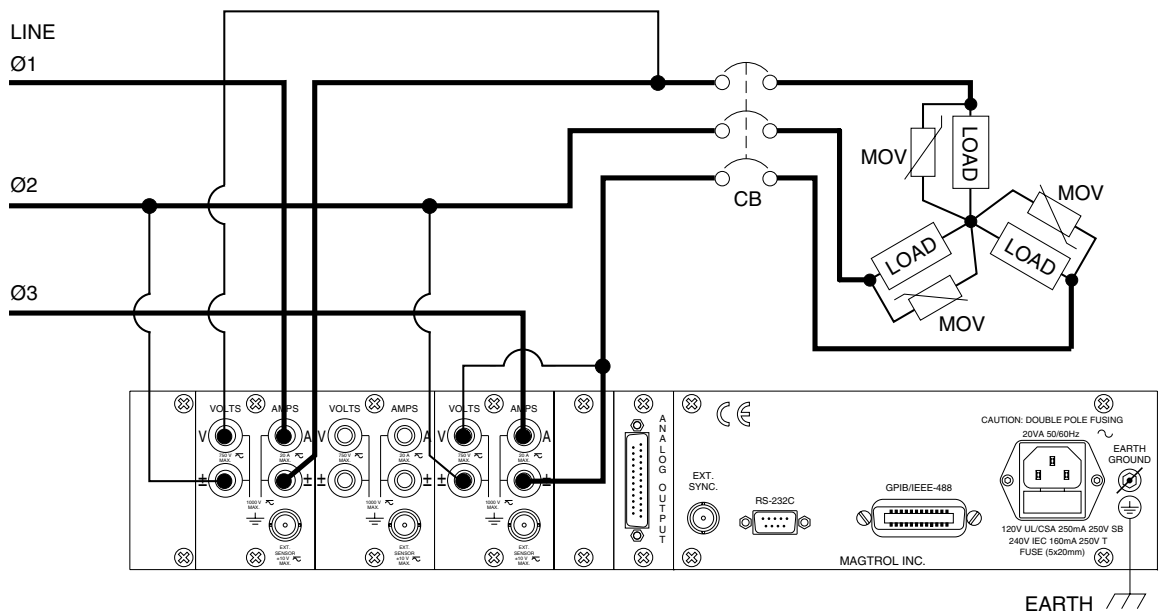 LINE
Ø1
Ø2
Ø3
CB
MOV
LOAD
MOV
LOAD
LOAD
MOV
VOLTS
AMPS
V
A
750 V MAX.
20 A MAX.
±
±
1000 V MAX.
EXT. SENSOR ±10 V MAX.
VOLTS
AMPS
A
750 V MAX.
20 A MAX.
±
1000 V MAX.
EXT. SENSOR ±10 V MAX.
VOLTS
AMPS
V
A
750 V MAX.
20 A MAX.
±
±
1000 V MAX.
EXT. SENSOR ±10 V MAX.
ANALOG OUTPUT
CE
EXT.
SYNC.
RS-232C
GPIB/IEEE-488
CAUTION: DOUBLE POLE FUSING
20VA 50/60Hz
EARTH
GROUND
120V UL/CSA 250mA 250V SB
240V IEC 160mA 250V T
FUSE (5x20mm)
MAGTROL INC.
EARTH